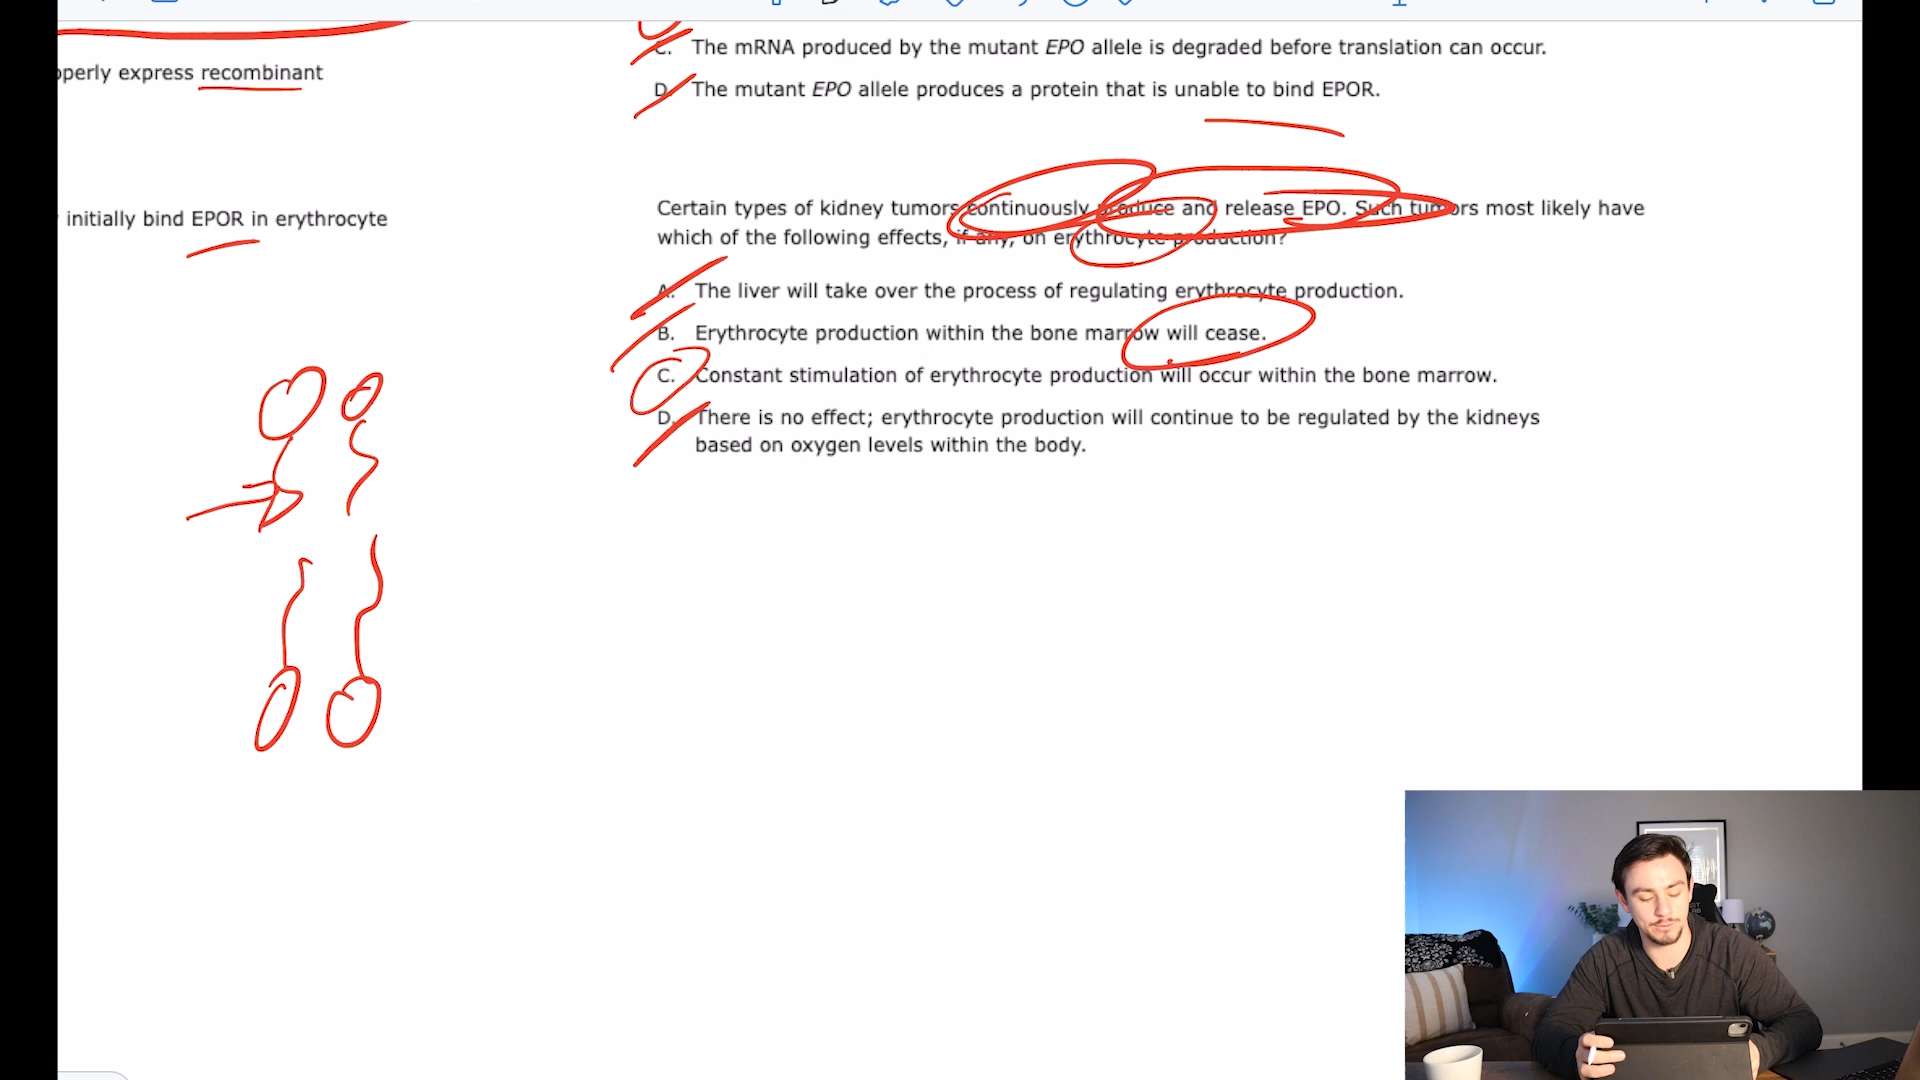 C. The mRNA produced by the mutant EPO allele is degraded before translation can occur.
operly express recombinant
D. The mutant EPO allele produces a protein that is unable to bind EPOR.
Certain types of kidney tumors continuously produce and release EPO. Such tumors most likely have
initially bind EPOR in erythrocyte
which of the following effects, if any, on erythrocyte production?
A. The liver will take over the process of regulating erythrocyte production.
B. Erythrocyte production within the bone marrow will cease.
C. Constant stimulation of erythrocyte production will occur within the bone marrow.
D. There is no effect; erythrocyte production will continue to be regulated by the kidneys
based on oxygen levels within the body.